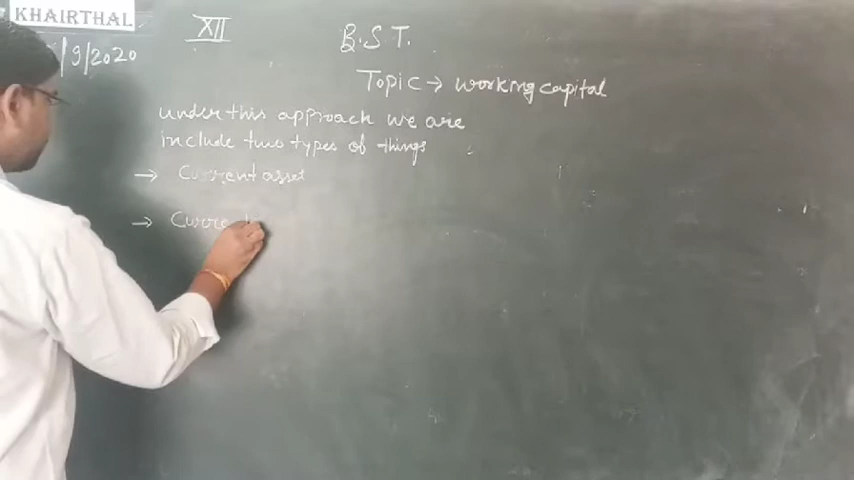 KHAIRTHAL
/9/2020
XII
B.S T.
Topic → working capital
under this approach we are
include two types of things
→ Current asset
→ Current